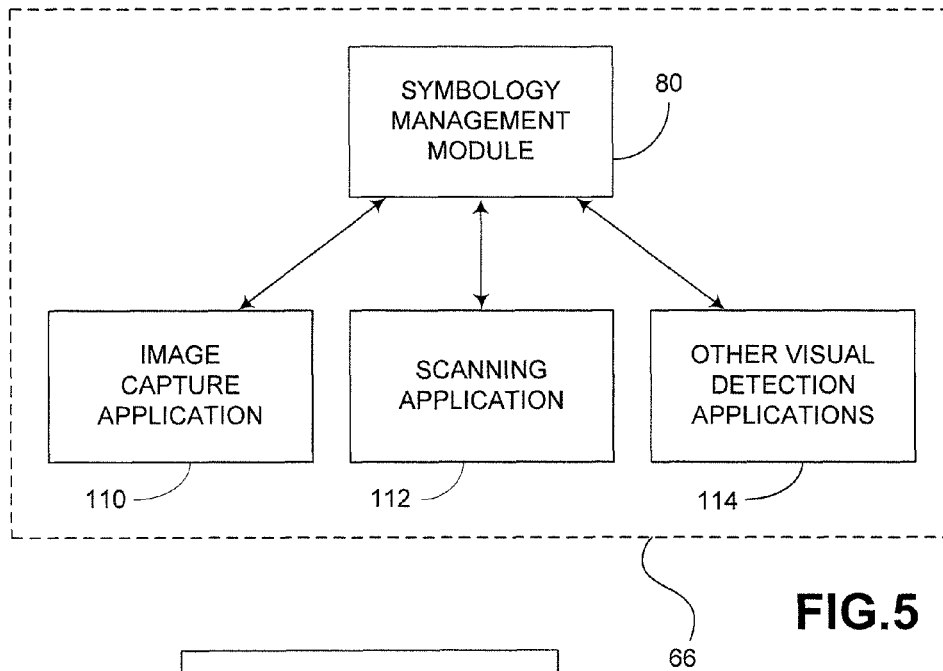 SYMBOLOGY
MANAGEMENT
MODULE
80
IMAGE
CAPTURE
APPLICATION
SCANNING
APPLICATION
OTHER VISUAL
DETECTION
APPLICATIONS
110
112
114
FIG.5
66